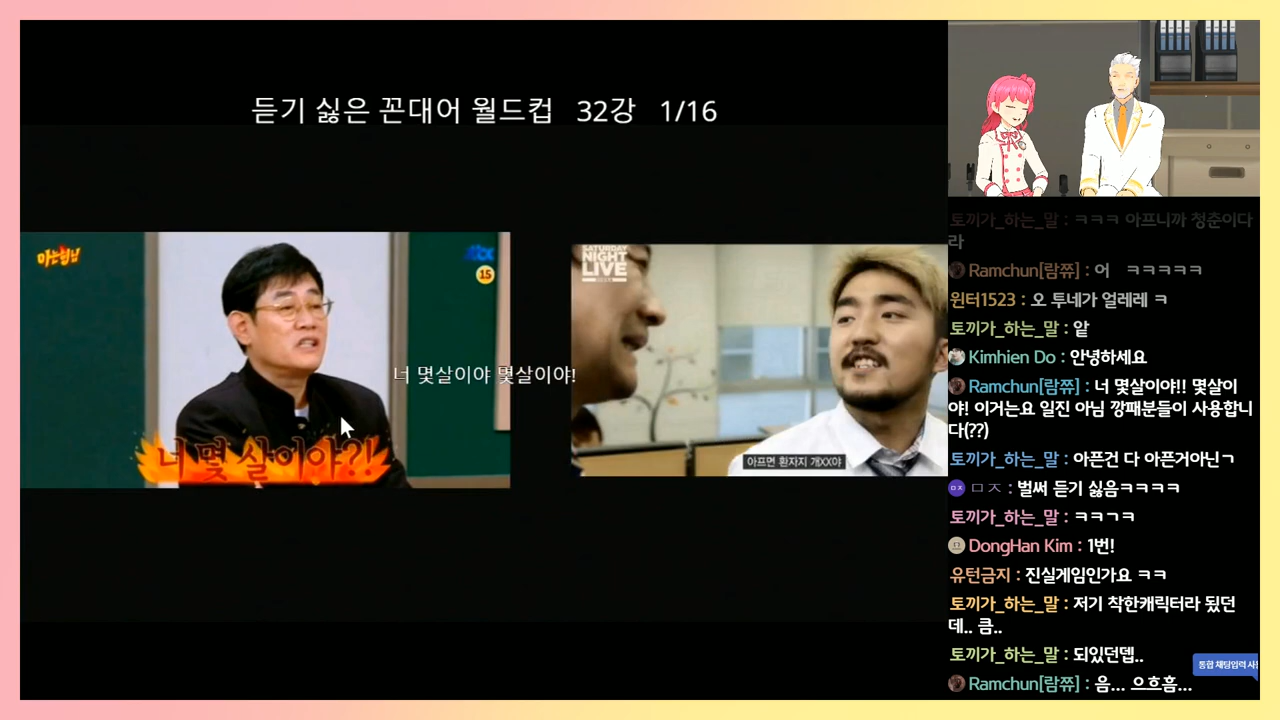 듣기 싫은 꼰대어 월드컵 32강 1/16
아는형님
jtbc
15
너 몇 살이야?!
너 몇살이야 몇살이야!
SATURDAY
NIGHT
LIVE
아프면 환자지 개XX야
토끼가_하는_말 : ㅋㅋㅋ 아프니까 청춘이다
라
Ramchun[람쮸] : 어 ㅋㅋㅋㅋㅋ
윈터1523 : 오 투네가 얼레레 ㅋ
토끼가_하는_말 : 앝
Kimhien Do : 안녕하세요
Ramchun[람쮸] : 너 몇살이야!! 몇살이
야! 이거는요 일진 아님 깡패분들이 사용합니
다(??)
토끼가_하는_말 : 아픈건 다 아픈거아닌ㄱ
ㅁㅈ : 벌써 듣기 싫음ㅋㅋㅋㅋ
토끼가_하는_말 : ㅋㅋㄱㅋ
DongHan Kim : 1번!
유턴금지 : 진실게임인가요 ㅋㅋ
토끼가_하는_말 : 저기 착한캐릭터라 됬던
데.. 큼..
토끼가_하는_말 : 되있던뎁..
통합 채팅입력 사용
Ramchun[람쮸] : 음... 으흐흠...